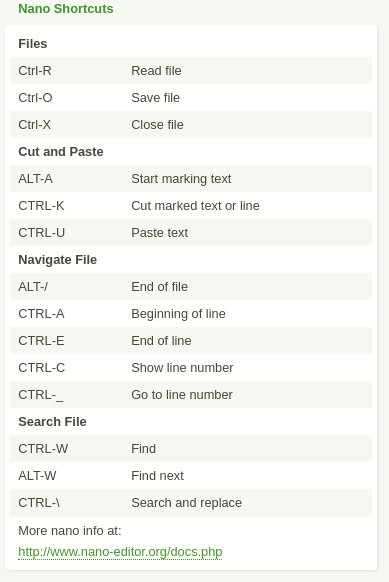 Nano Shortcuts
Files
Ctrl-R Read file
Ctrl-O Save file
Ctrl-X Close file
Cut and Paste
ALT-A Start marking text
CTRL-K Cut marked text or line
CTRL-U Paste text
Navigate File
ALT-/ End of file
CTRL-A Beginning of line
CTRL-E End of line
CTRL-C Show line number
CTRL-_ Go to line number
Search File
CTRL-W Find
ALT-W Find next
CTRL-\ Search and replace
More nano info at:
http://www.nano-editor.org/docs.php